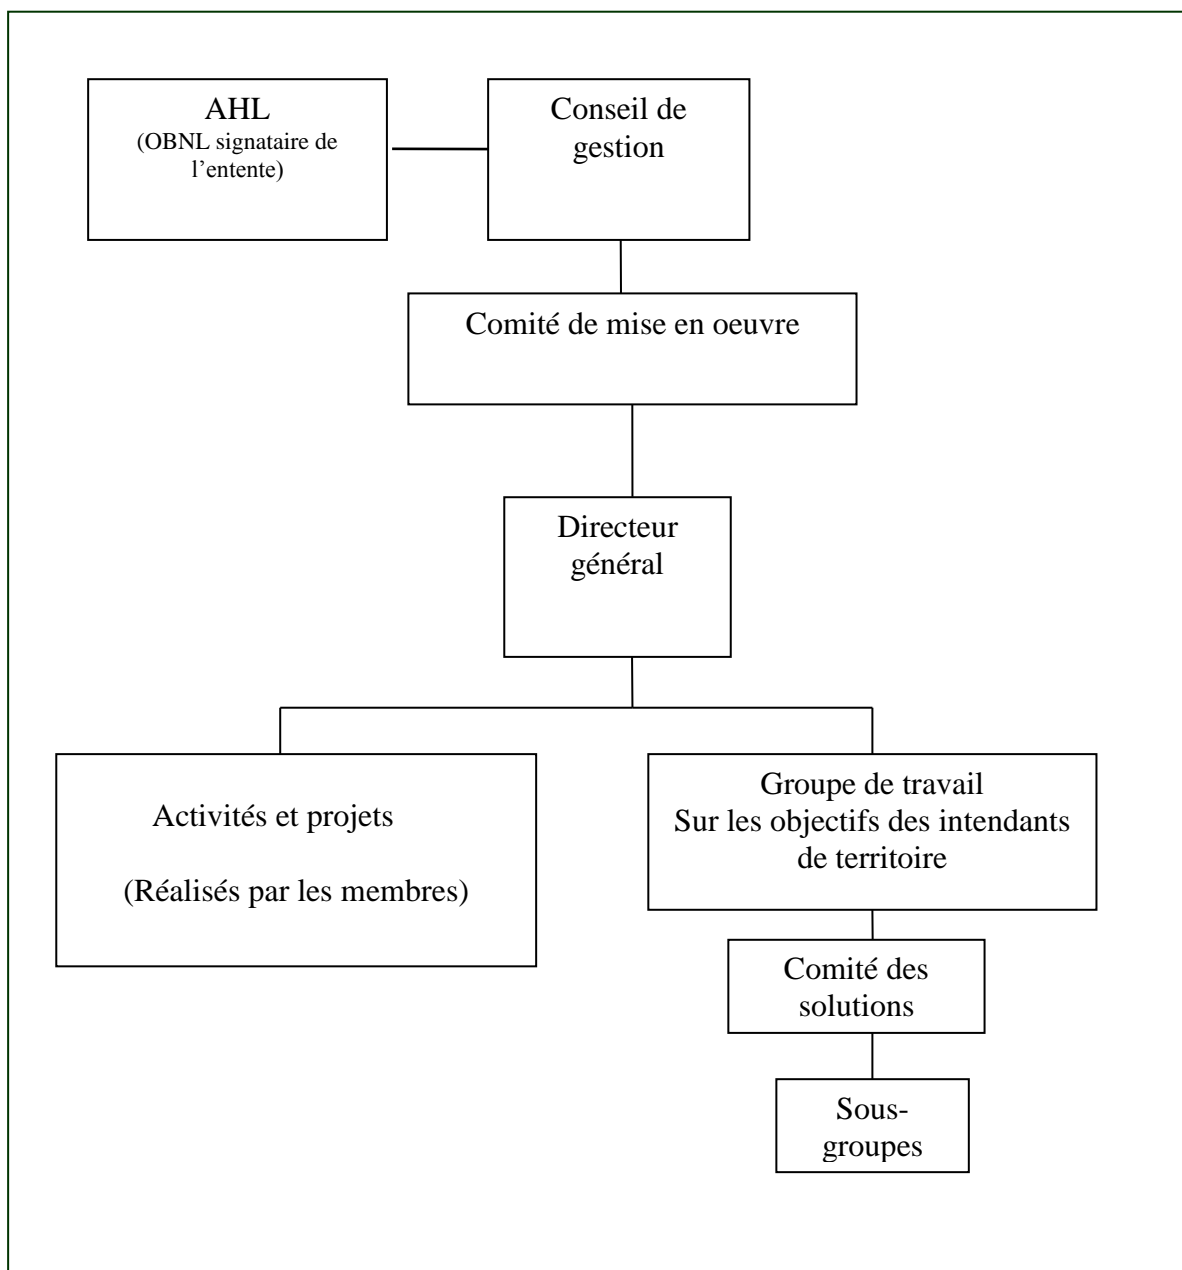 AHL
(OBNL signataire de
l’entente)
Conseil de
gestion
Comité de mise en oeuvre
Directeur
général
Activités et projets
(Réalisés par les membres)
Groupe de travail
Sur les objectifs des intendants
de territoire
Comité des
solutions
Sous-
groupes